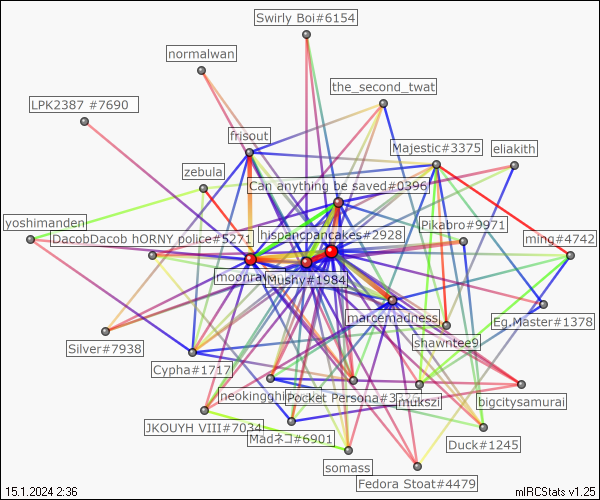 Swirly Boi#6154
normalwan
the_second_twat
LPK2387 #7690
frisout
Majestic#3375
eliakith
zebula
Can anything be saved#0396
yoshimanden
Pikabro#9971
hispancpancakes#2928
DacobDacob hORNY police#5271
ming#4742
moonrav
Mushy#1984
marcemadness
Eg.Master#1378
Silver#7938
shawntee9
Cypha#1717
neokingghi
Pocket Persona#3
mukszi
bigcitysamurai
JKOUYH VIII#7034
Madネコ#6901
Duck#1245
somass
Fedora Stoat#4479
15.1.2024 2:36
mIRCStats v1.25